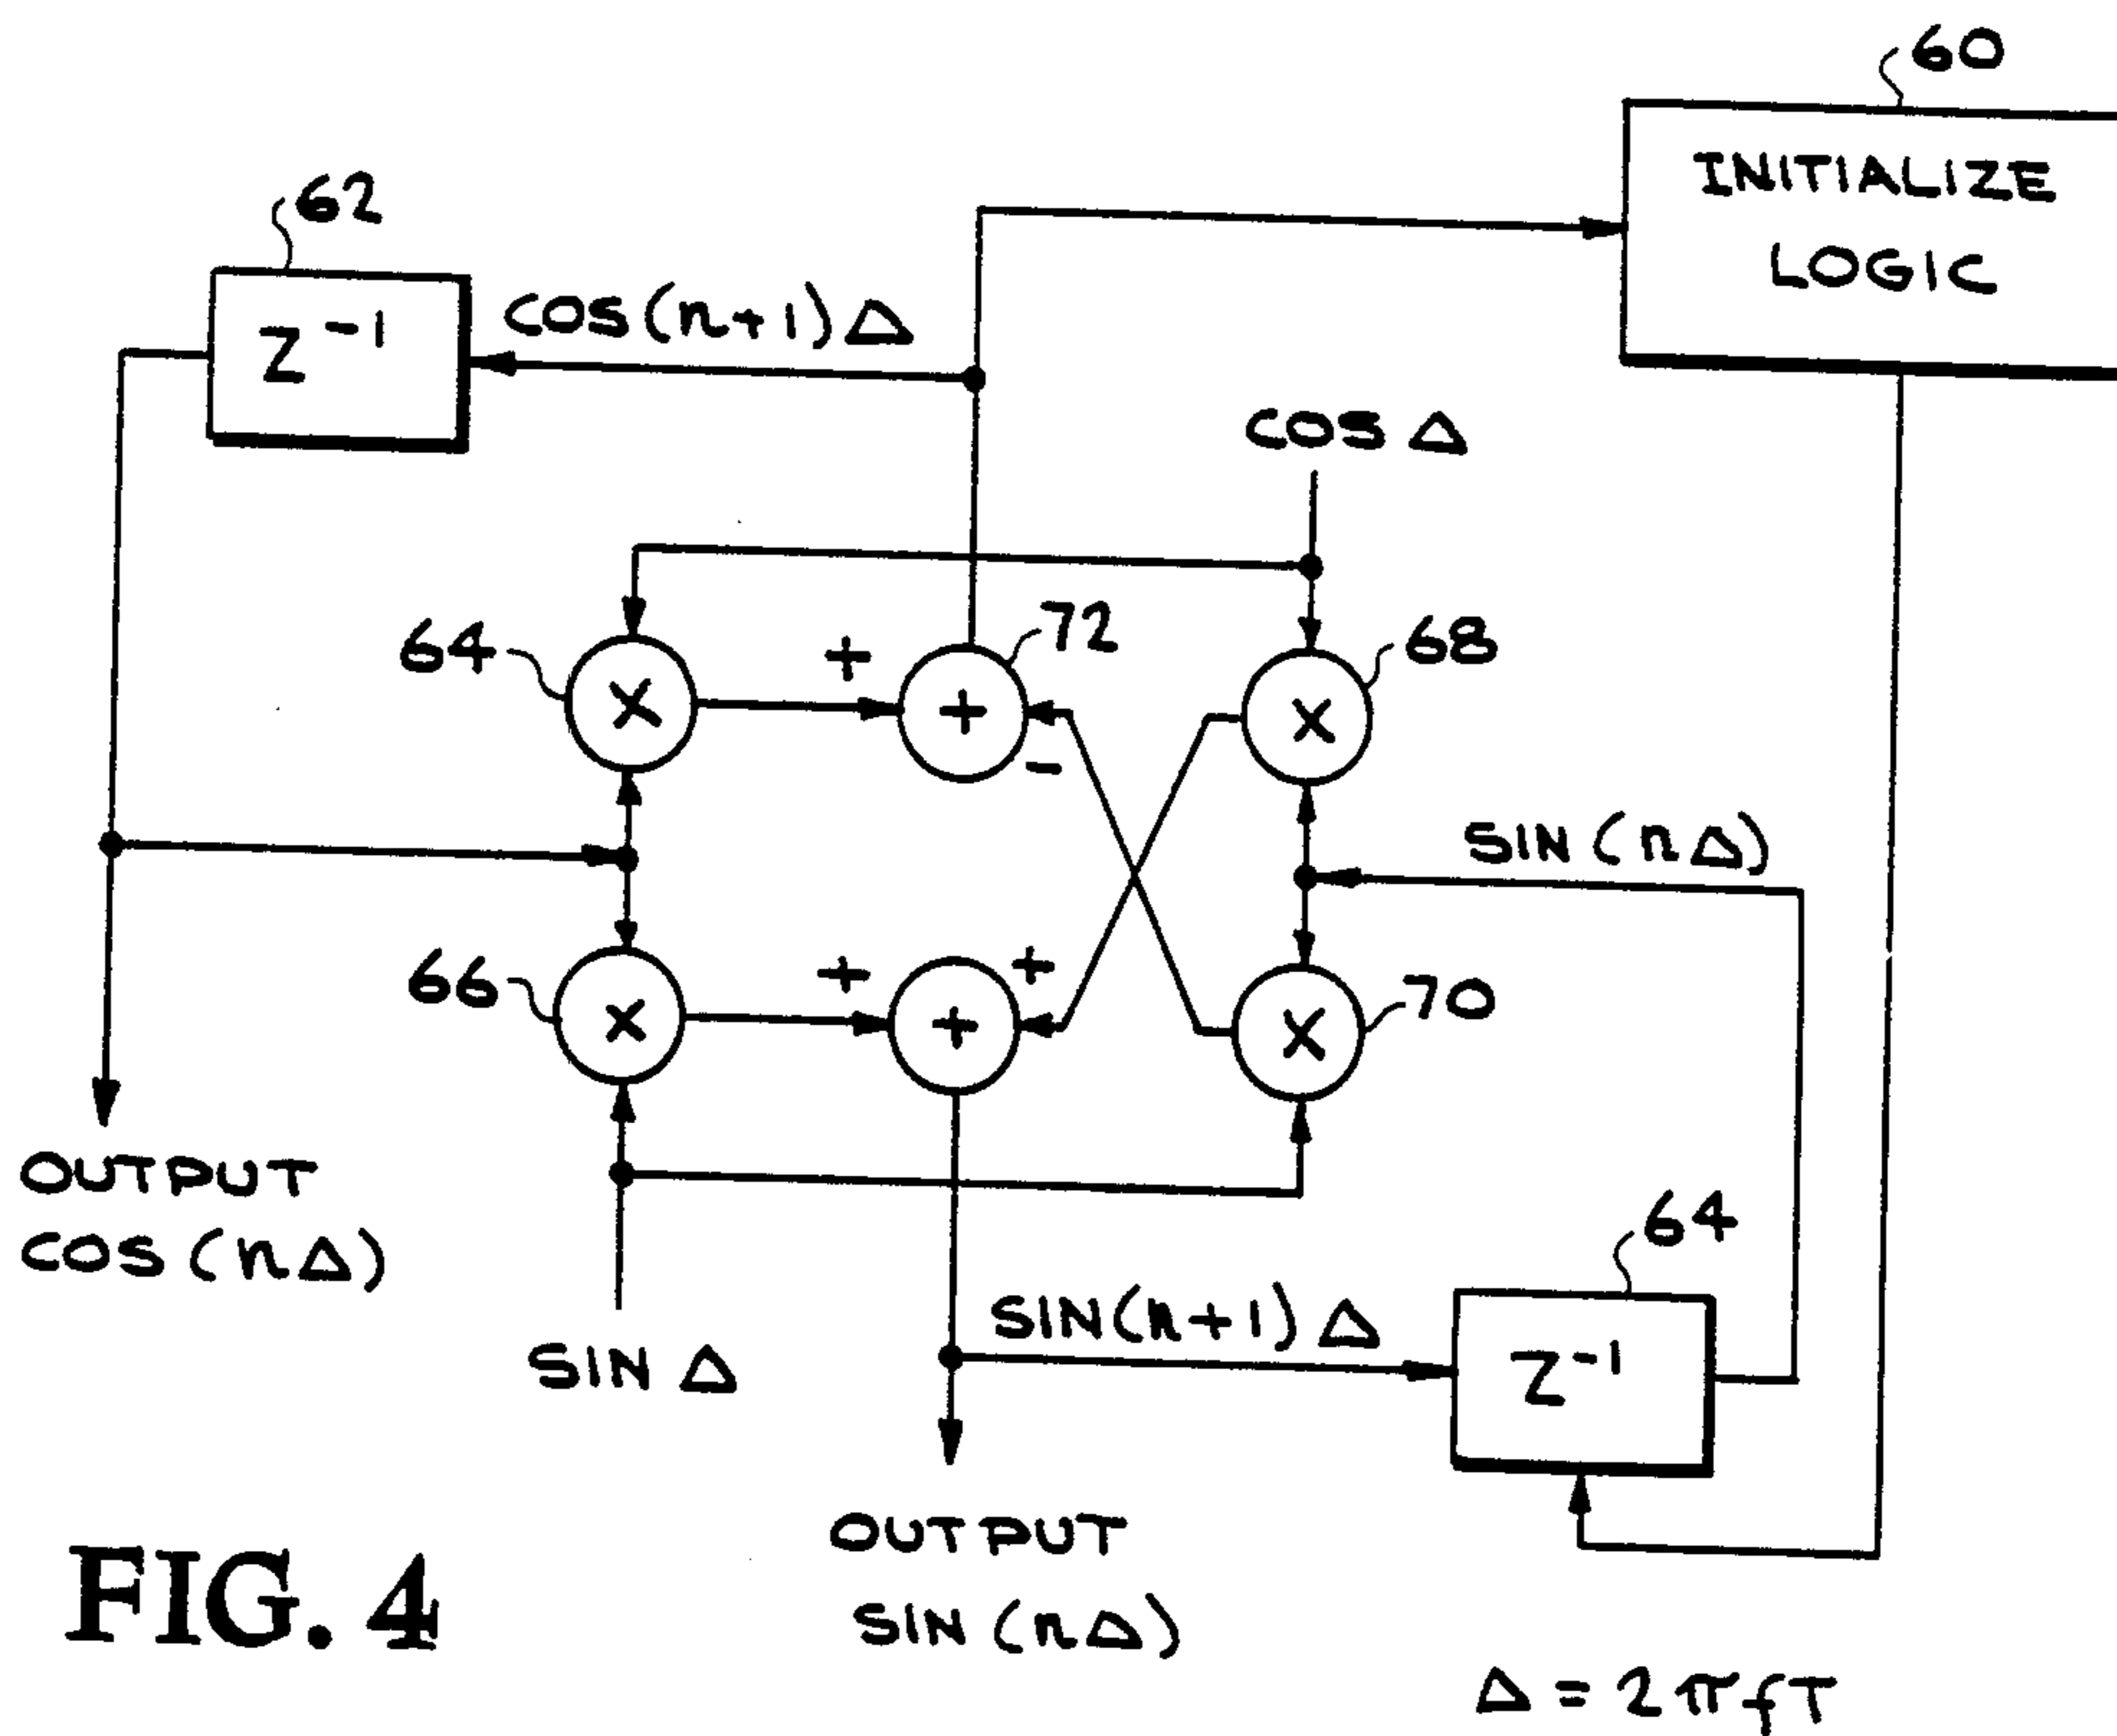 60
INITIALIZE
LOGIC
62
Z⁻¹
COS(n+1)Δ
COS Δ
64
+
72
68
X
+
X
-
SIN(nΔ)
66
+
+
70
X
+
X
OUTPUT
COS(nΔ)
64
SIN(n+1)Δ
SIN Δ
Z⁻¹
OUTPUT
SIN(nΔ)
FIG. 4
Δ = 2πfT